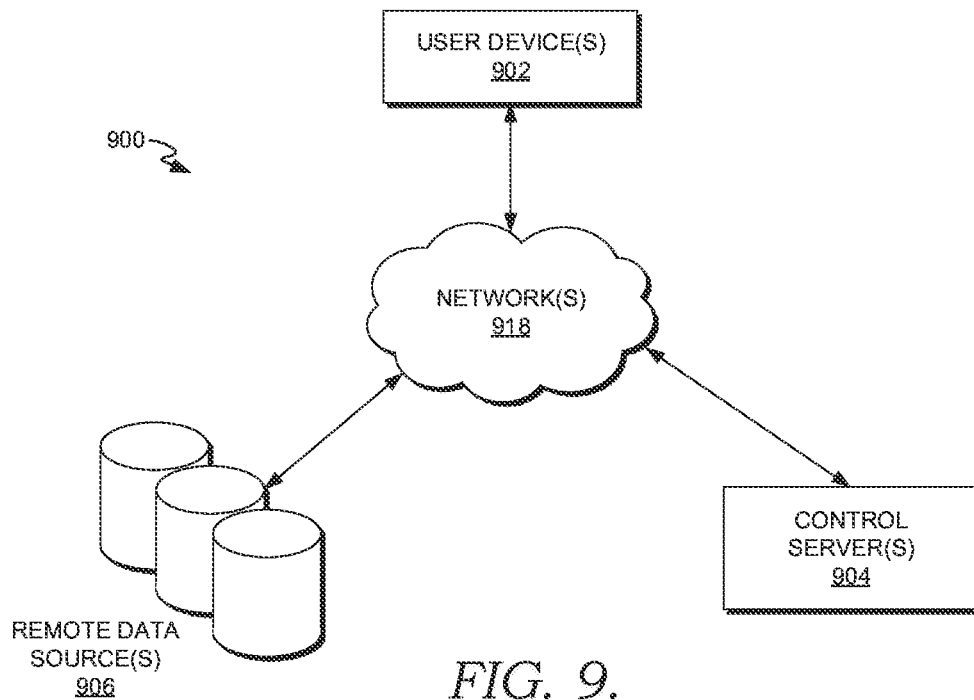 USER DEVICE(S)
902
900
NETWORK(S)
918
CONTROL
SERVER(S)
904
REMOTE DATA
SOURCE(S)
906
FIG. 9.